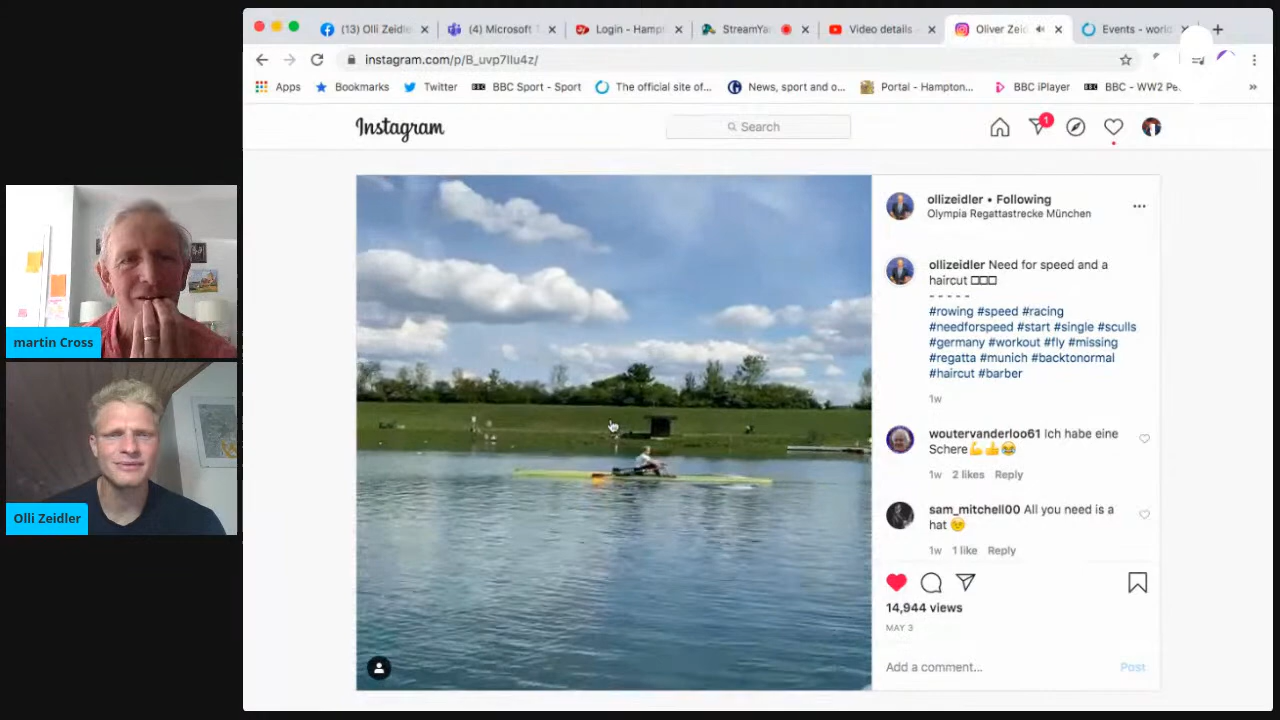 (13) Olli Zeidle
(4) Microsoft T
Login - Hamp
StreamYa
Video details
Oliver Zeid
Events - world
instagram.com/p/B_uvp7Ilu4z/
Apps
Bookmarks
Twitter
BBC BBC Sport - Sport
The official site of...
News, sport and o...
Portal - Hampton...
BBC iPlayer
BBC BBC - WW2 Pe.
Instagram
Search
1
ollizeidler • Following
Olympia Regattastrecke München
ollizeidler Need for speed and a
haircut □□□
- - - - -
#rowing #speed #racing
#needforspeed #start #single #sculls
#germany #workout #fly #missing
#regatta #munich #backtonormal
#haircut #barber
1w
woutervanderloo61 Ich habe eine
Schere💪👍😂
1w 2 likes Reply
sam_mitchell00 All you need is a
hat 😉
1w 1 like Reply
14,944 views
MAY 3
Add a comment... Post
martin Cross
Olli Zeidler